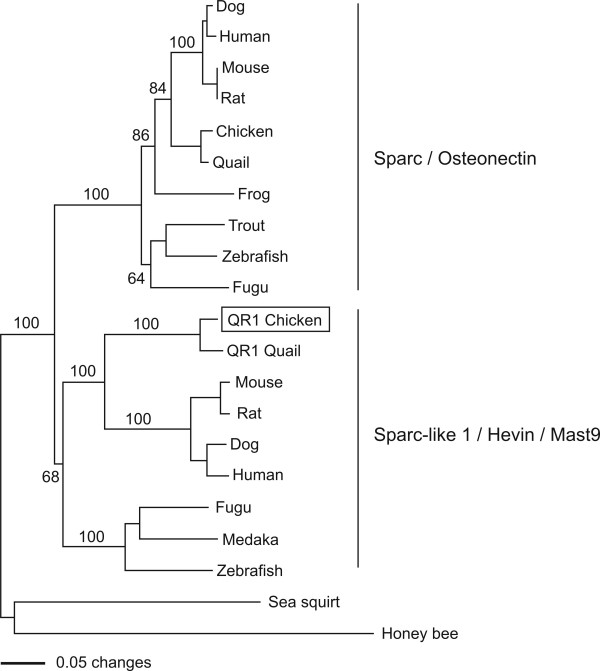 Dog
Human
100
Mouse
84
Rat
Chicken
86
Quail
Sparc / Osteonectin
100
Frog
Trout
Zebrafish
64
Fugu
100
100
QR1 Chicken
QR1 Quail
100
Mouse
100
Rat
Sparc-like 1 / Hevin / Mast9
Dog
Human
68
Fugu
100
Medaka
Zebrafish
Sea squirt
Honey bee
0.05 changes